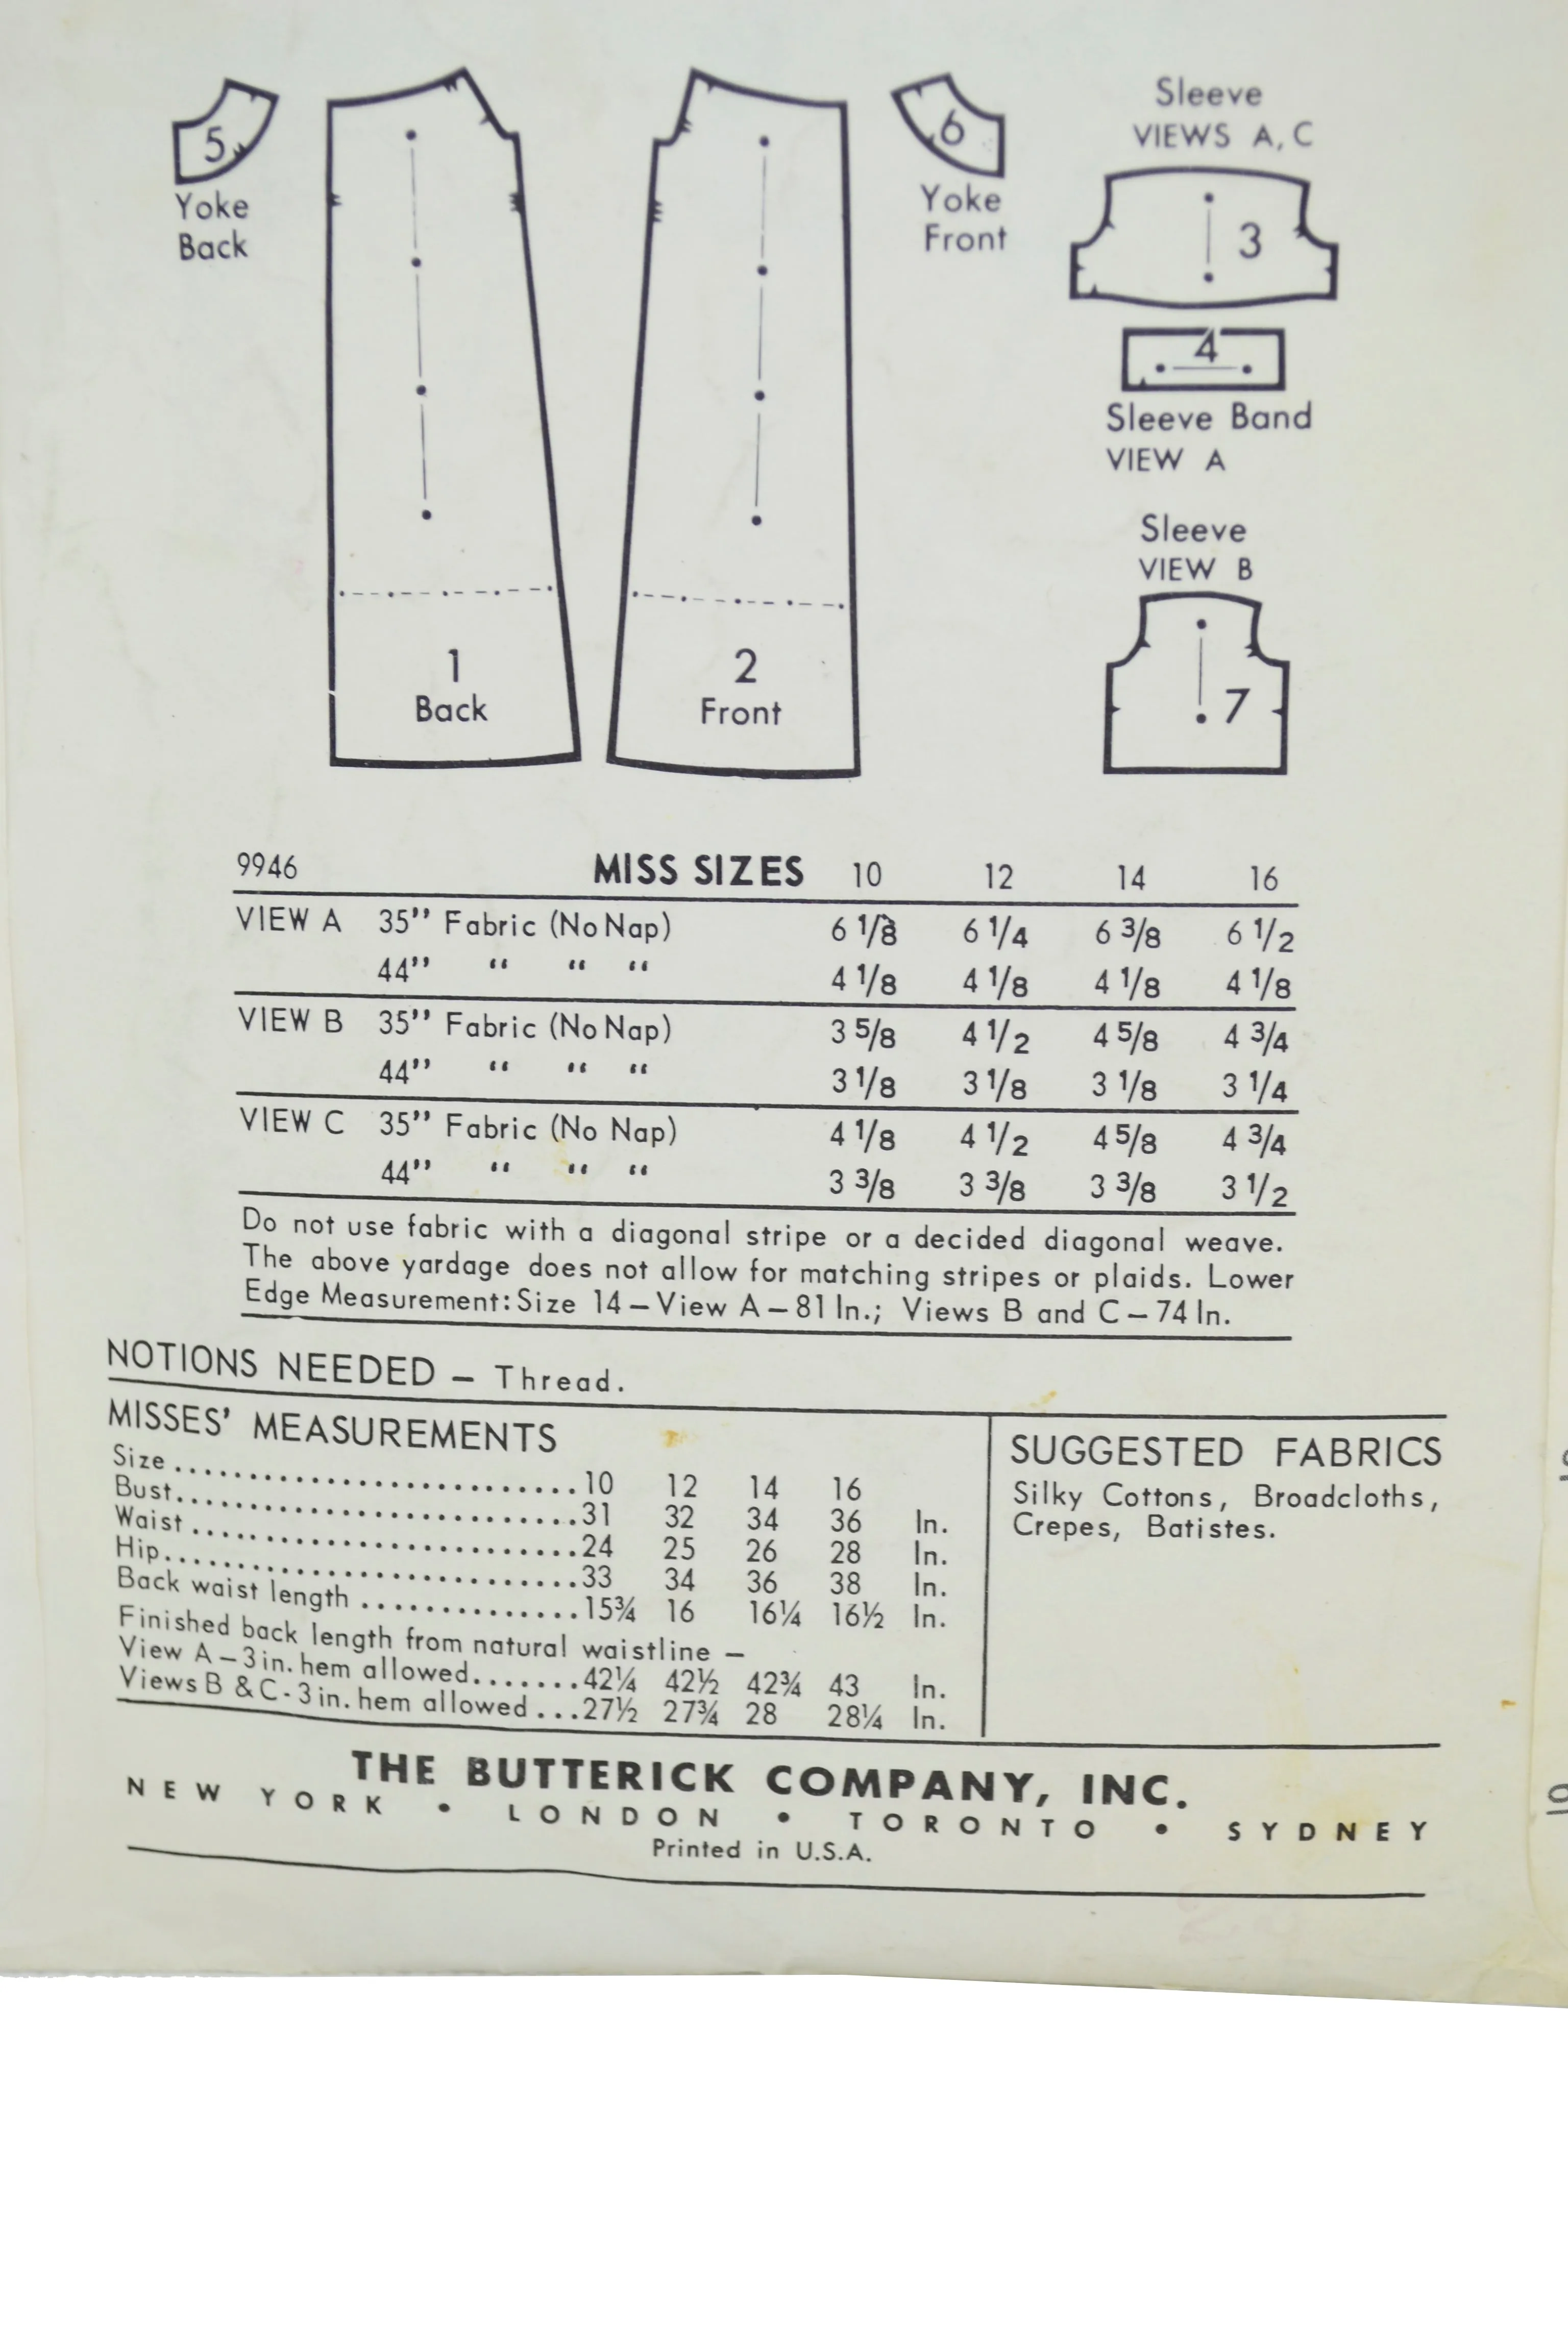 5
Yoke
Back
1
Back
2
Front
6
Yoke
Front
Sleeve
VIEWS A, C
3
4
Sleeve Band
VIEW A
Sleeve
VIEW B
7
9946 MISS SIZES 10 12 14 16
VIEW A 35" Fabric (No Nap) 6 1/8 6 1/4 6 3/8 6 1/2
44" " " " 4 1/8 4 1/8 4 1/8 4 1/8
VIEW B 35" Fabric (No Nap) 3 5/8 4 1/2 4 5/8 4 3/4
44" " " " 3 1/8 3 1/8 3 1/8 3 1/4
VIEW C 35" Fabric (No Nap) 4 1/8 4 1/2 4 5/8 4 3/4
44" " " " 3 3/8 3 3/8 3 3/8 3 1/2
Do not use fabric with a diagonal stripe or a decided diagonal weave.
The above yardage does not allow for matching stripes or plaids. Lower
Edge Measurement: Size 14 – View A – 81 In.; Views B and C – 74 In.
NOTIONS NEEDED – Thread.
MISSES' MEASUREMENTS
Size ........................... 10 12 14 16
Bust ........................... 31 32 34 36 In.
Waist .......................... 24 25 26 28 In.
Hip ............................ 33 34 36 38 In.
Back waist length .............. 15¾ 16 16¼ 16½ In.
Finished back length from natural waistline –
View A – 3 in. hem allowed ....... 42¼ 42½ 42¾ 43 In.
Views B & C - 3 in. hem allowed ... 27½ 27¾ 28 28¼ In.
SUGGESTED FABRICS
Silky Cottons, Broadcloths,
Crepes, Batistes.
THE BUTTERICK COMPANY, INC.
NEW YORK • LONDON • TORONTO • SYDNEY
Printed in U.S.A.
10